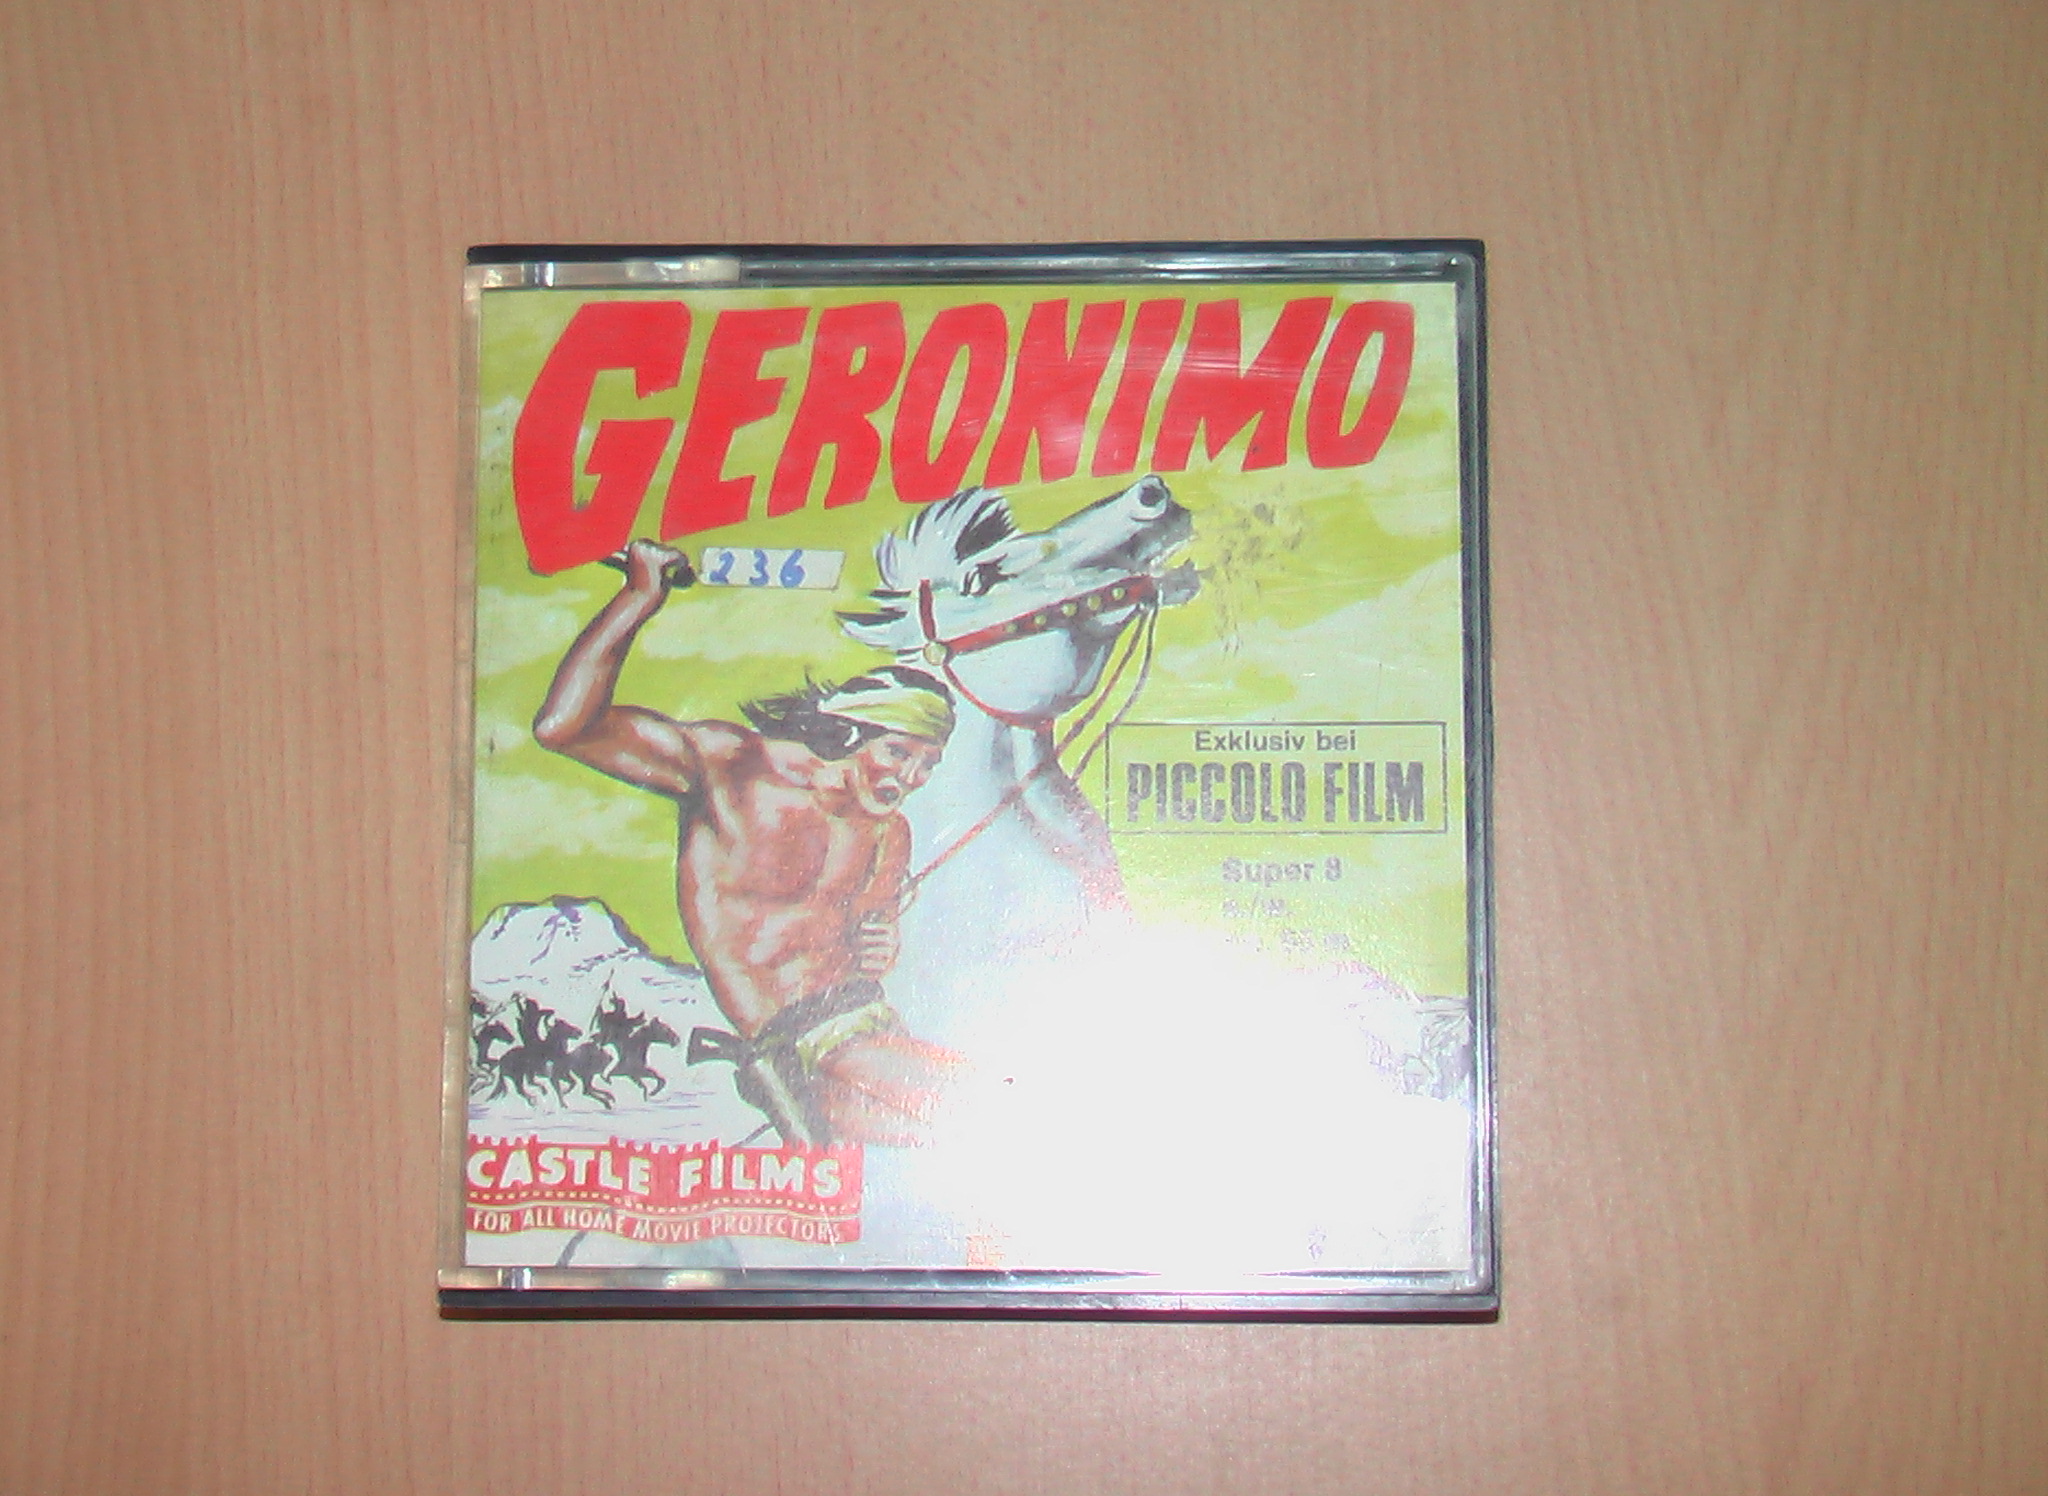 GERONIMO
236
Exklusiv bei
PICCOLO FILM
Super 8
s./w.
CASTLE FILMS
FOR ALL HOME MOVIE PROJECTORS